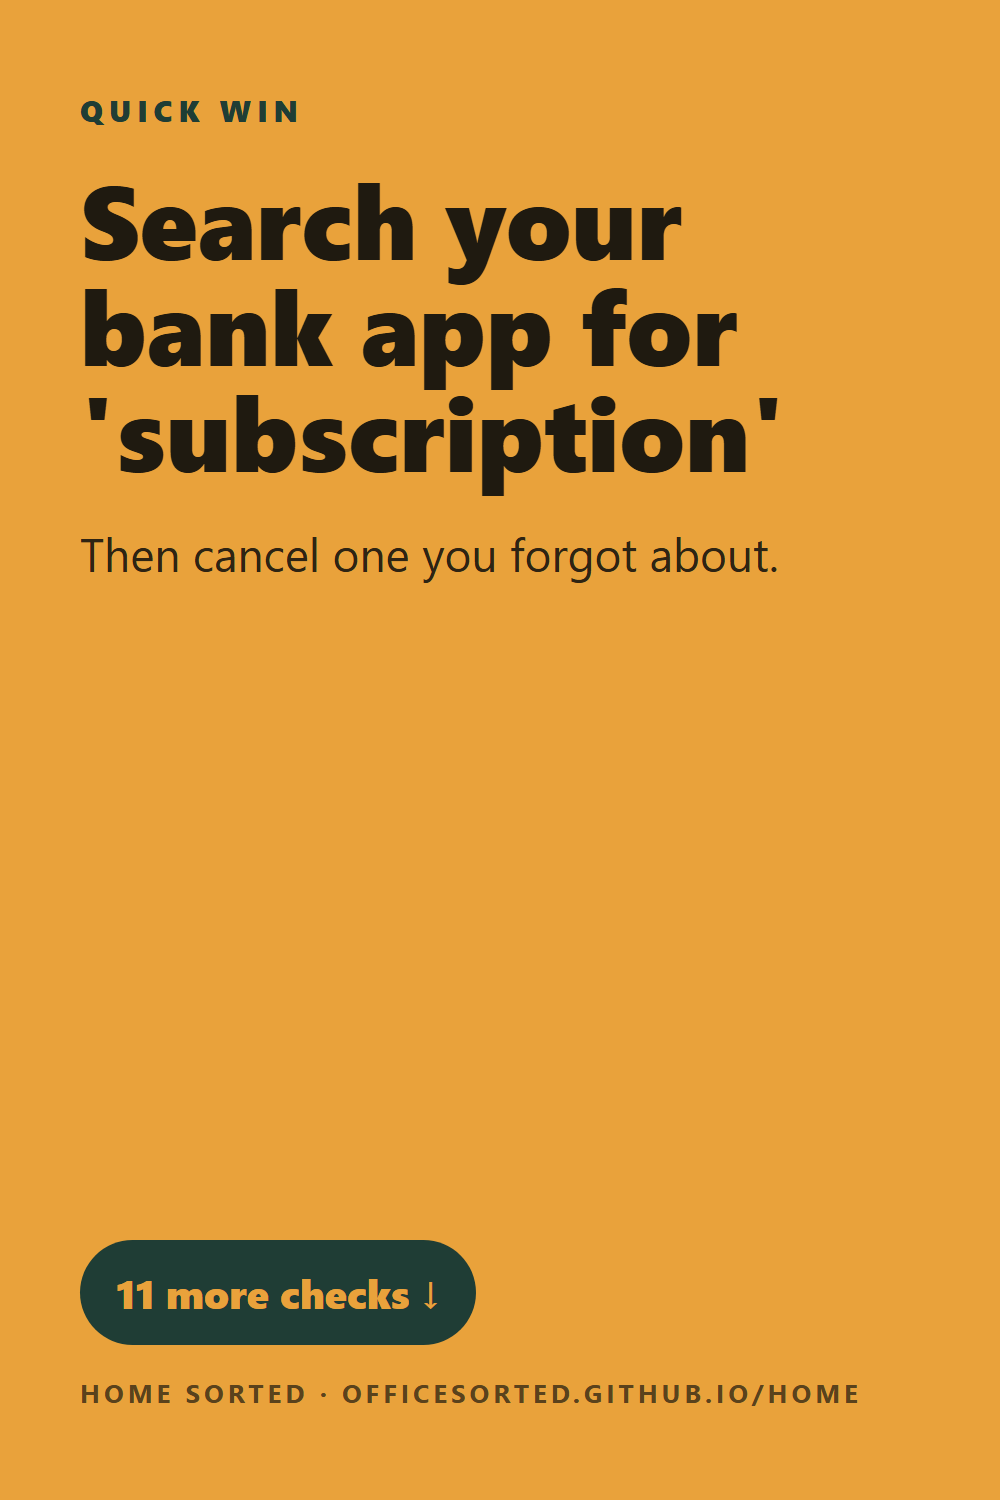 QUICK WIN
Search your
bank app for
'subscription'
Then cancel one you forgot about.
11 more checks ↓
HOME SORTED · OFFICESORTED.GITHUB.IO/HOME